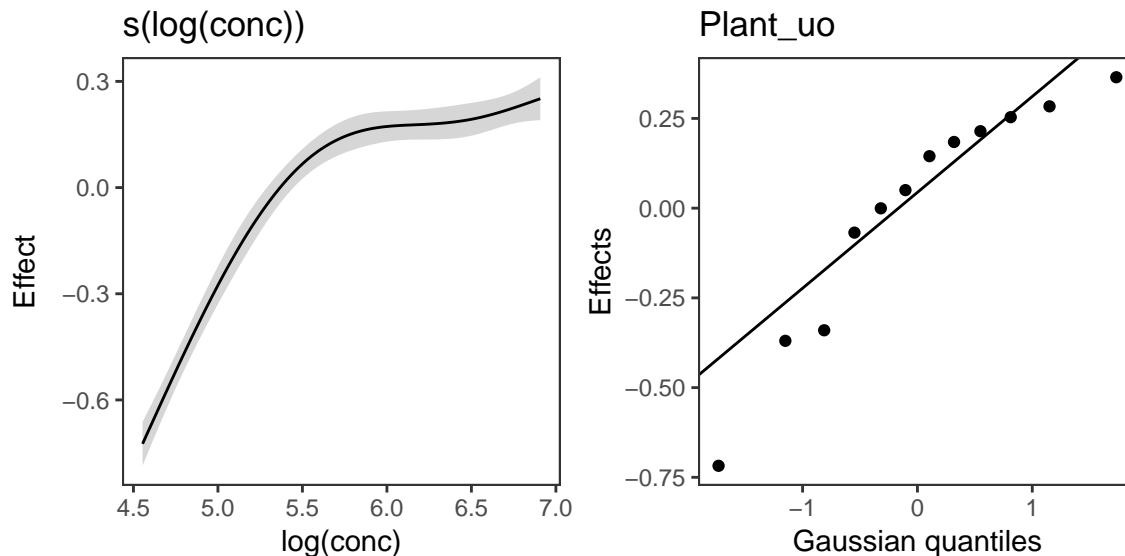 s(log(conc))
0.3
0.0
−0.3
−0.6
Effect
4.5 5.0 5.5 6.0 6.5 7.0
log(conc)
Plant_uo
0.25
0.00
−0.25
−0.50
−0.75
Effects
−1 0 1
Gaussian quantiles